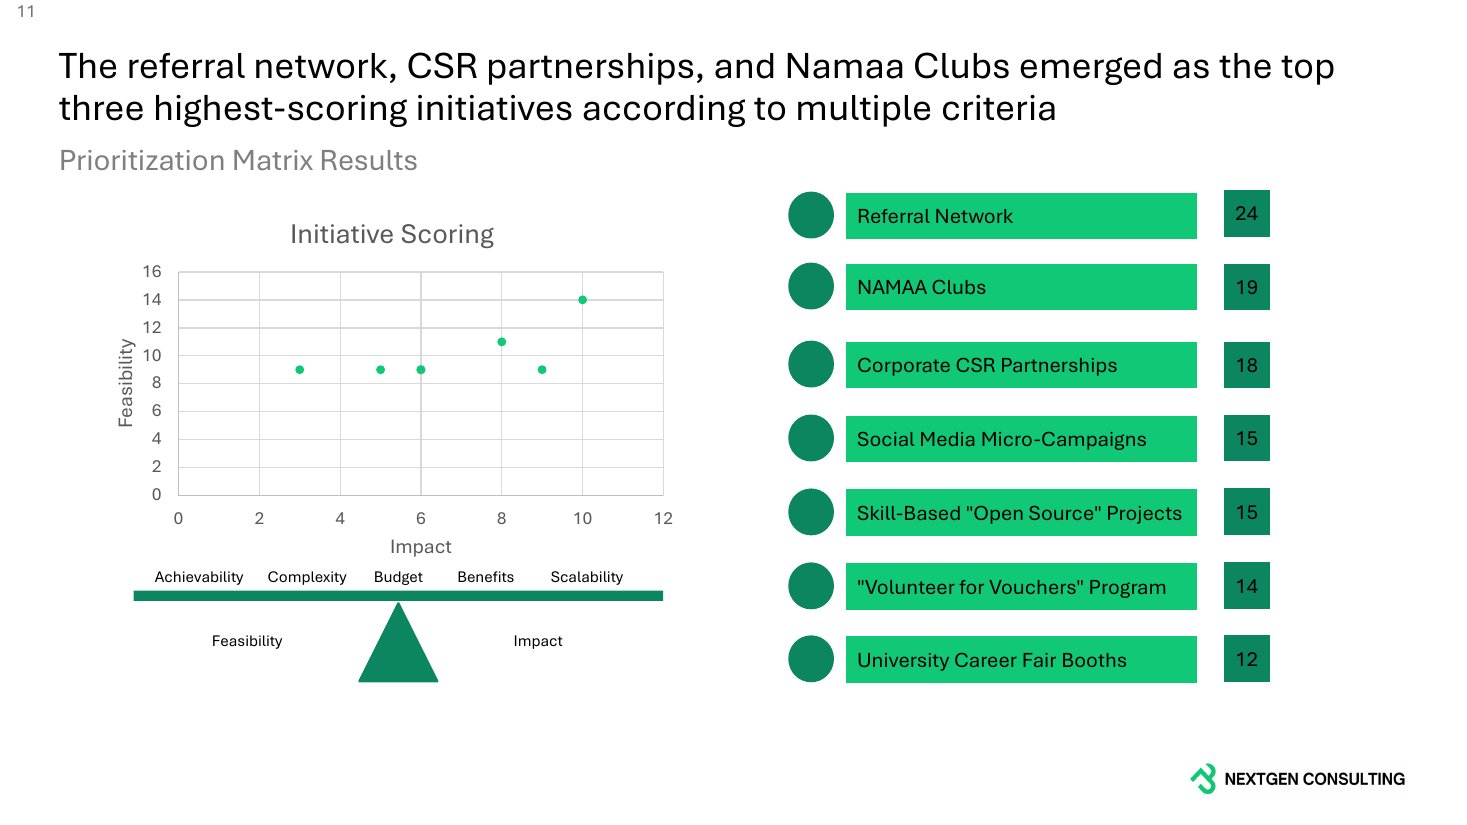 11
The referral network, CSR partnerships, and Namaa Clubs emerged as the top
three highest-scoring initiatives according to multiple criteria
Prioritization Matrix Results
Initiative Scoring
16
14
12
10
8
6
4
2
0
Feasibility
0 2 4 6 8 10 12
Impact
Achievability Complexity Budget Benefits Scalability
Feasibility Impact
Referral Network 24
NAMAA Clubs 19
Corporate CSR Partnerships 18
Social Media Micro-Campaigns 15
Skill-Based "Open Source" Projects 15
"Volunteer for Vouchers" Program 14
University Career Fair Booths 12
NEXTGEN CONSULTING